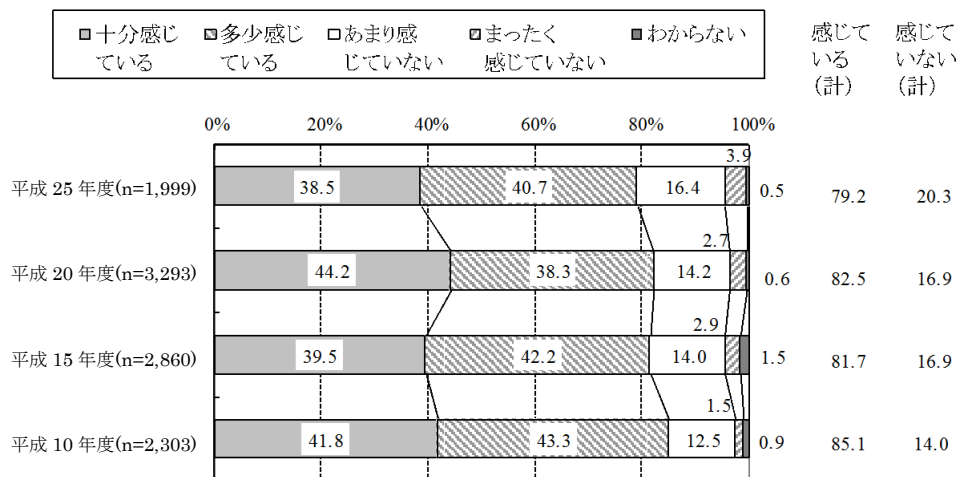 十分感じ 多少感じ あまり感 まったく わからない 感じて 感じて
ている ている じていない 感じていない いる いない
(計) (計)
0% 20% 40% 60% 80% 100%
3.9
平成 25 年度(n=1,999) 38.5 40.7 16.4 0.5 79.2 20.3
2.7
平成 20 年度(n=3,293) 44.2 38.3 14.2 0.6 82.5 16.9
2.9
平成 15 年度(n=2,860) 39.5 42.2 14.0 1.5 81.7 16.9
1.5
平成 10 年度(n=2,303) 41.8 43.3 12.5 0.9 85.1 14.0